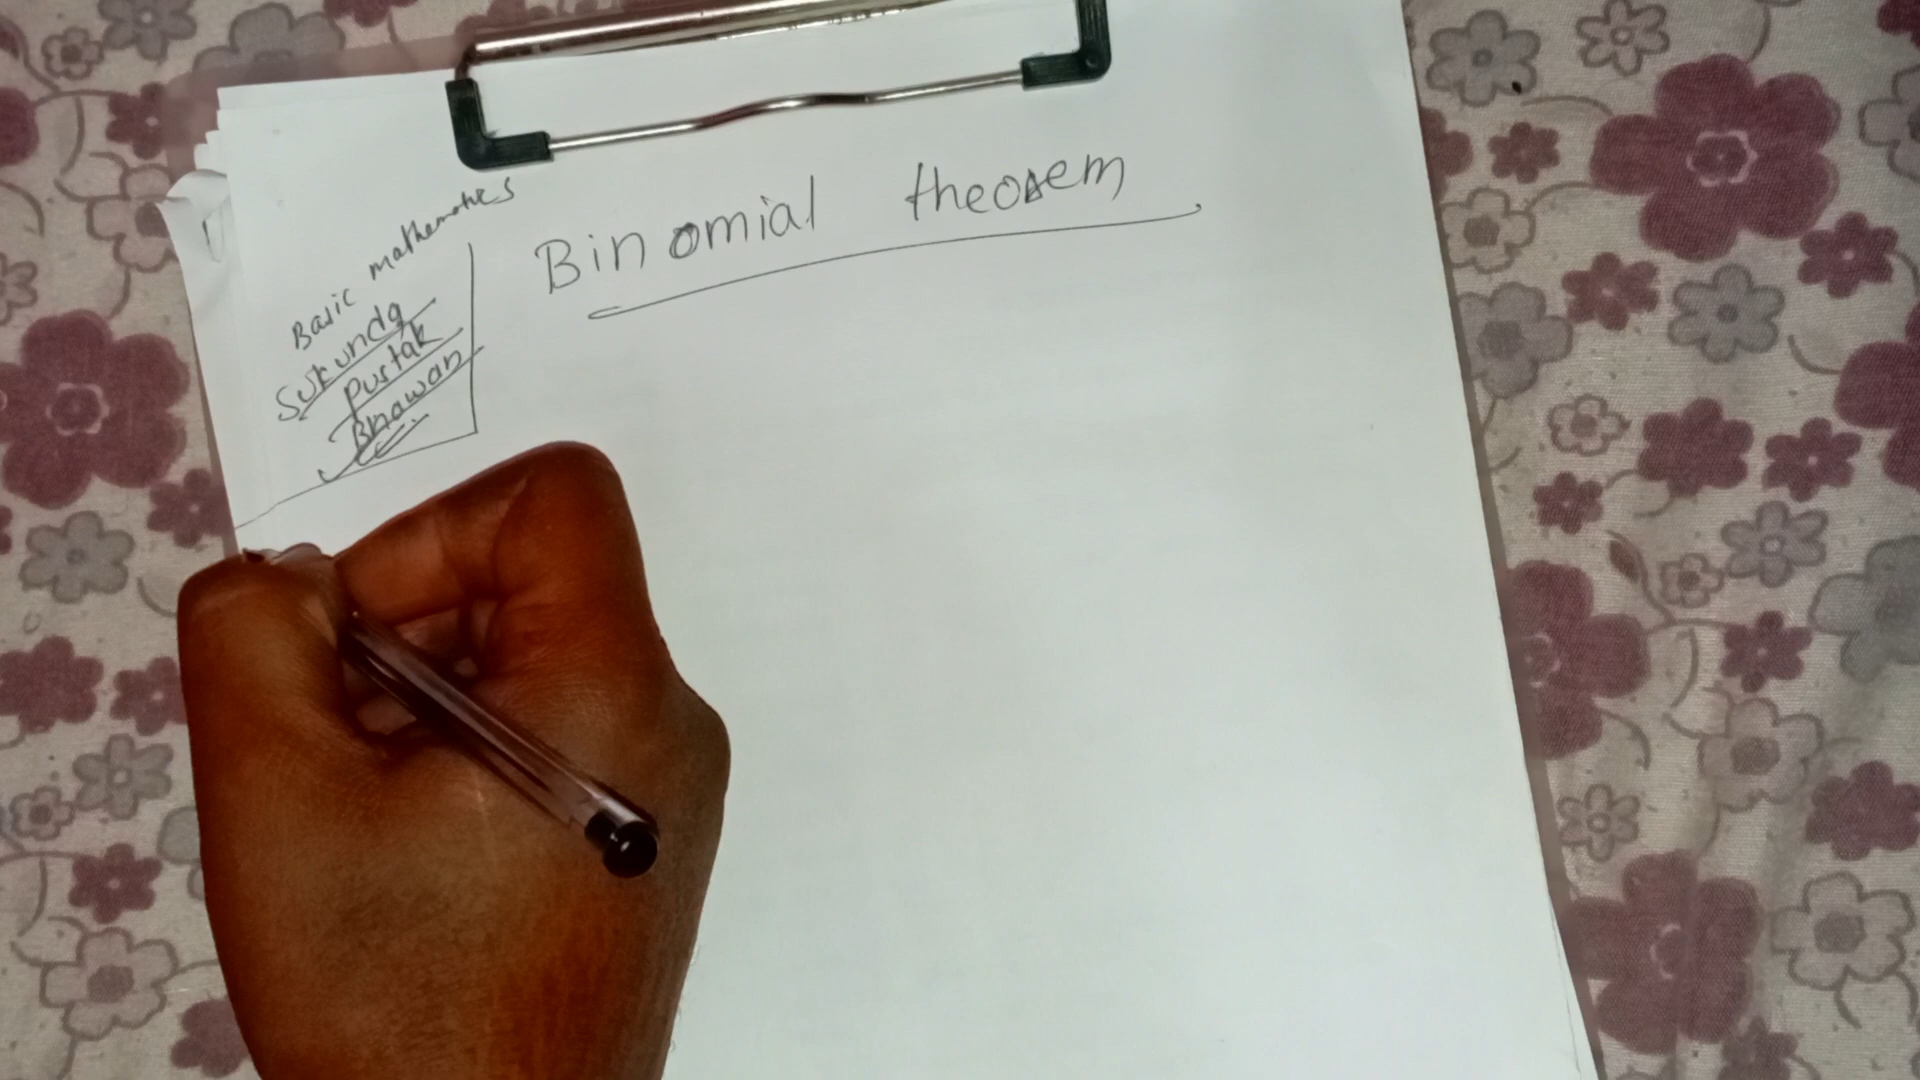 Basic mathematics
Sukunda
Pustak
Bhawan
Binomial theorem